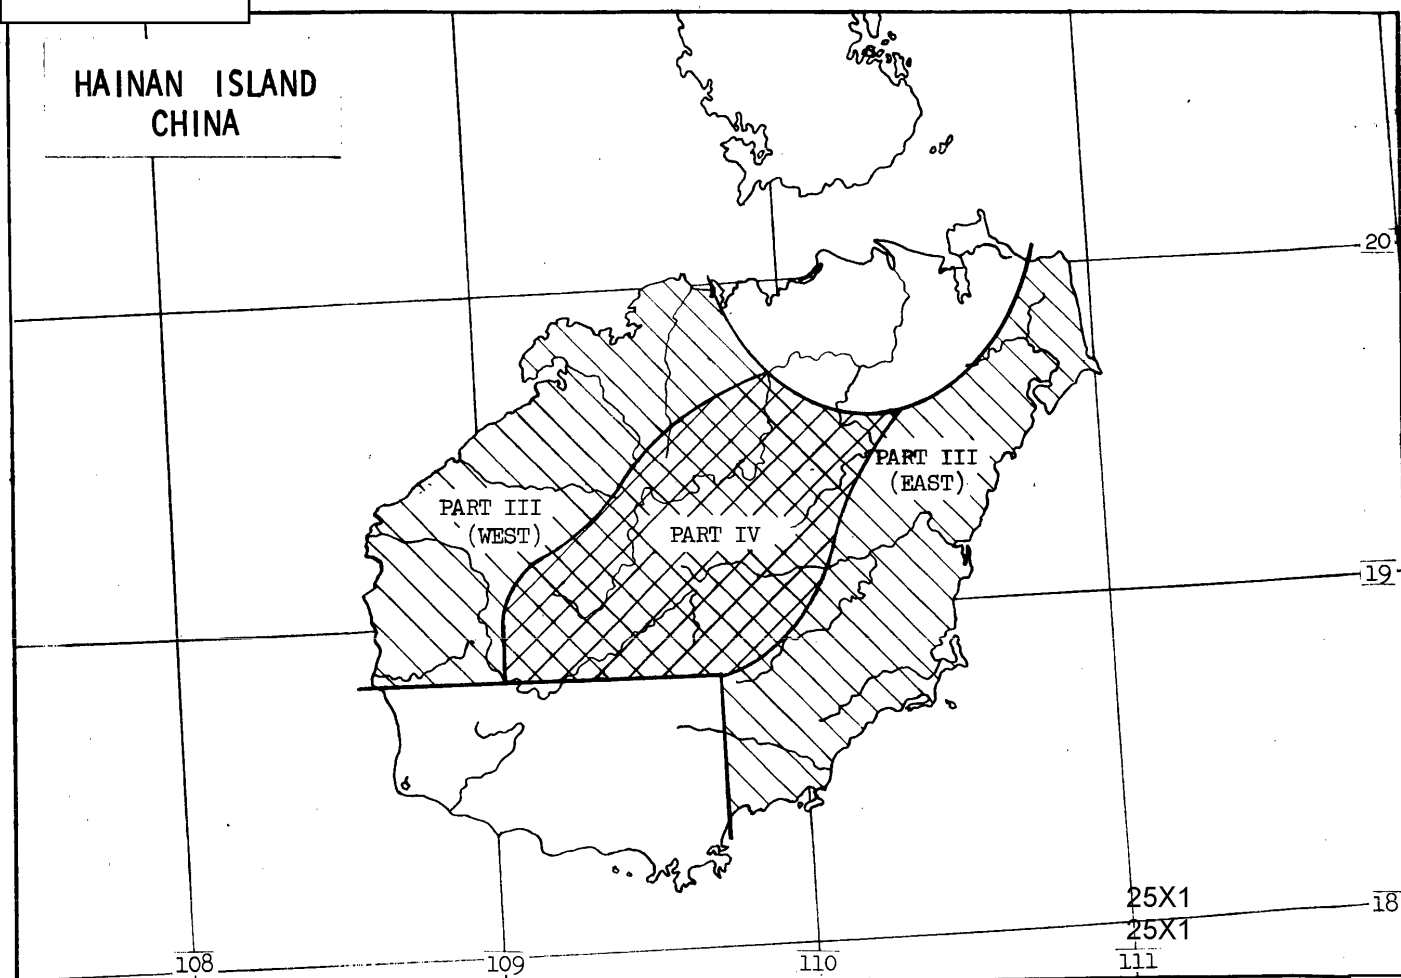 HAINAN ISLAND
CHINA
20
PART III
(EAST)
PART III
(WEST)
PART IV
19
25X1
18
25X1
108
109
110
111